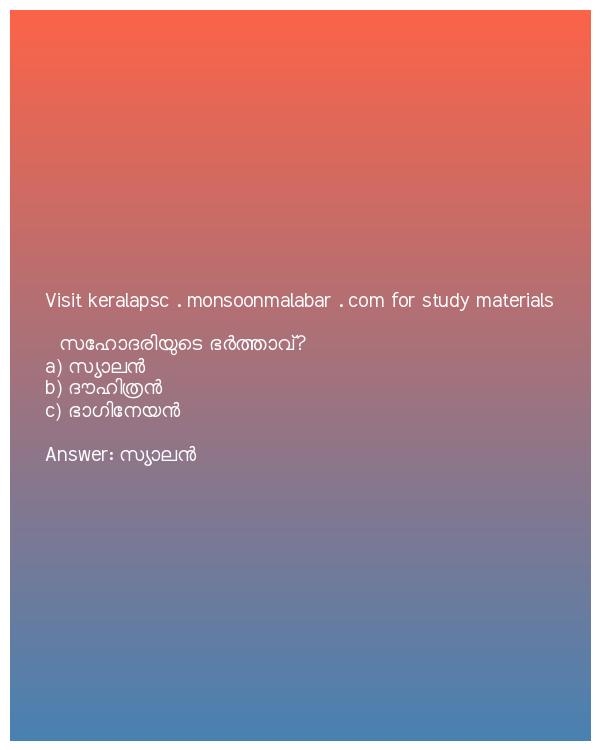 Visit keralapsc . monsoonmalabar . com for study materials
സഹോദരിയുടെ ഭർത്താവ്?
a) സ്യാലൻ
b) ദൗഹിത്രൻ
c) ഭാഗിനേയൻ
Answer: സ്യാലൻ